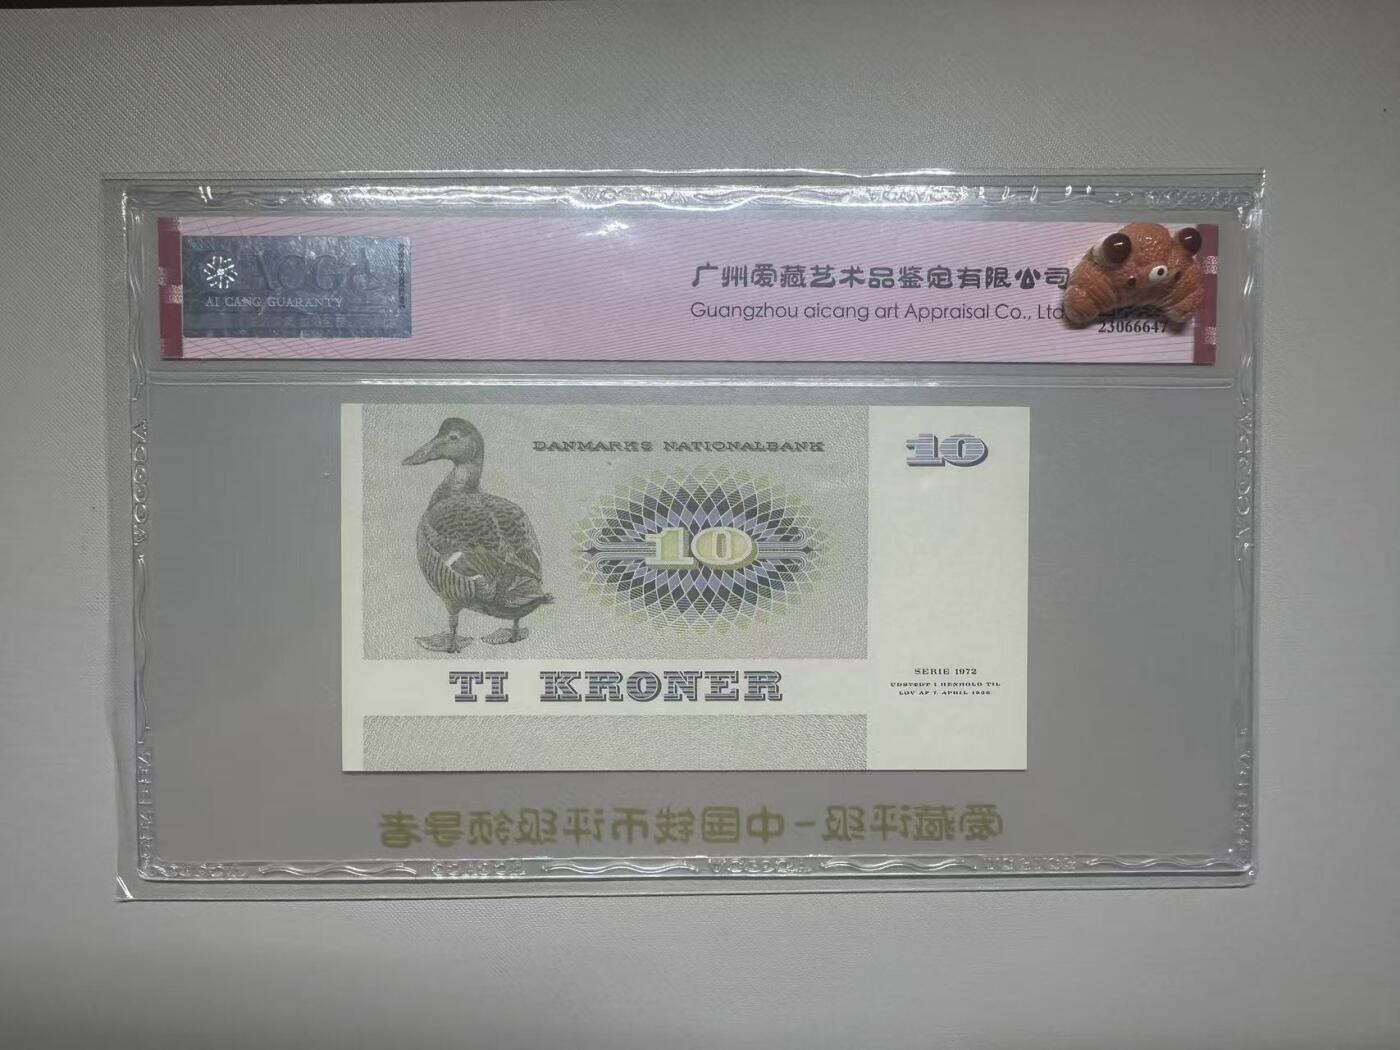 ACG
AI CANG GUARANTY
广州爱藏艺术品鉴定有限公司
Guangzhou aicang art Appraisal Co., Ltd
23066647
DANMARKS NATIONALBANK
10
10
TI KRONER
SERIE 1972
UDSTEDT I HENHOLD TIL
LOV AF 7. APRIL 1936
爱藏评级-中国钱币评级领导者